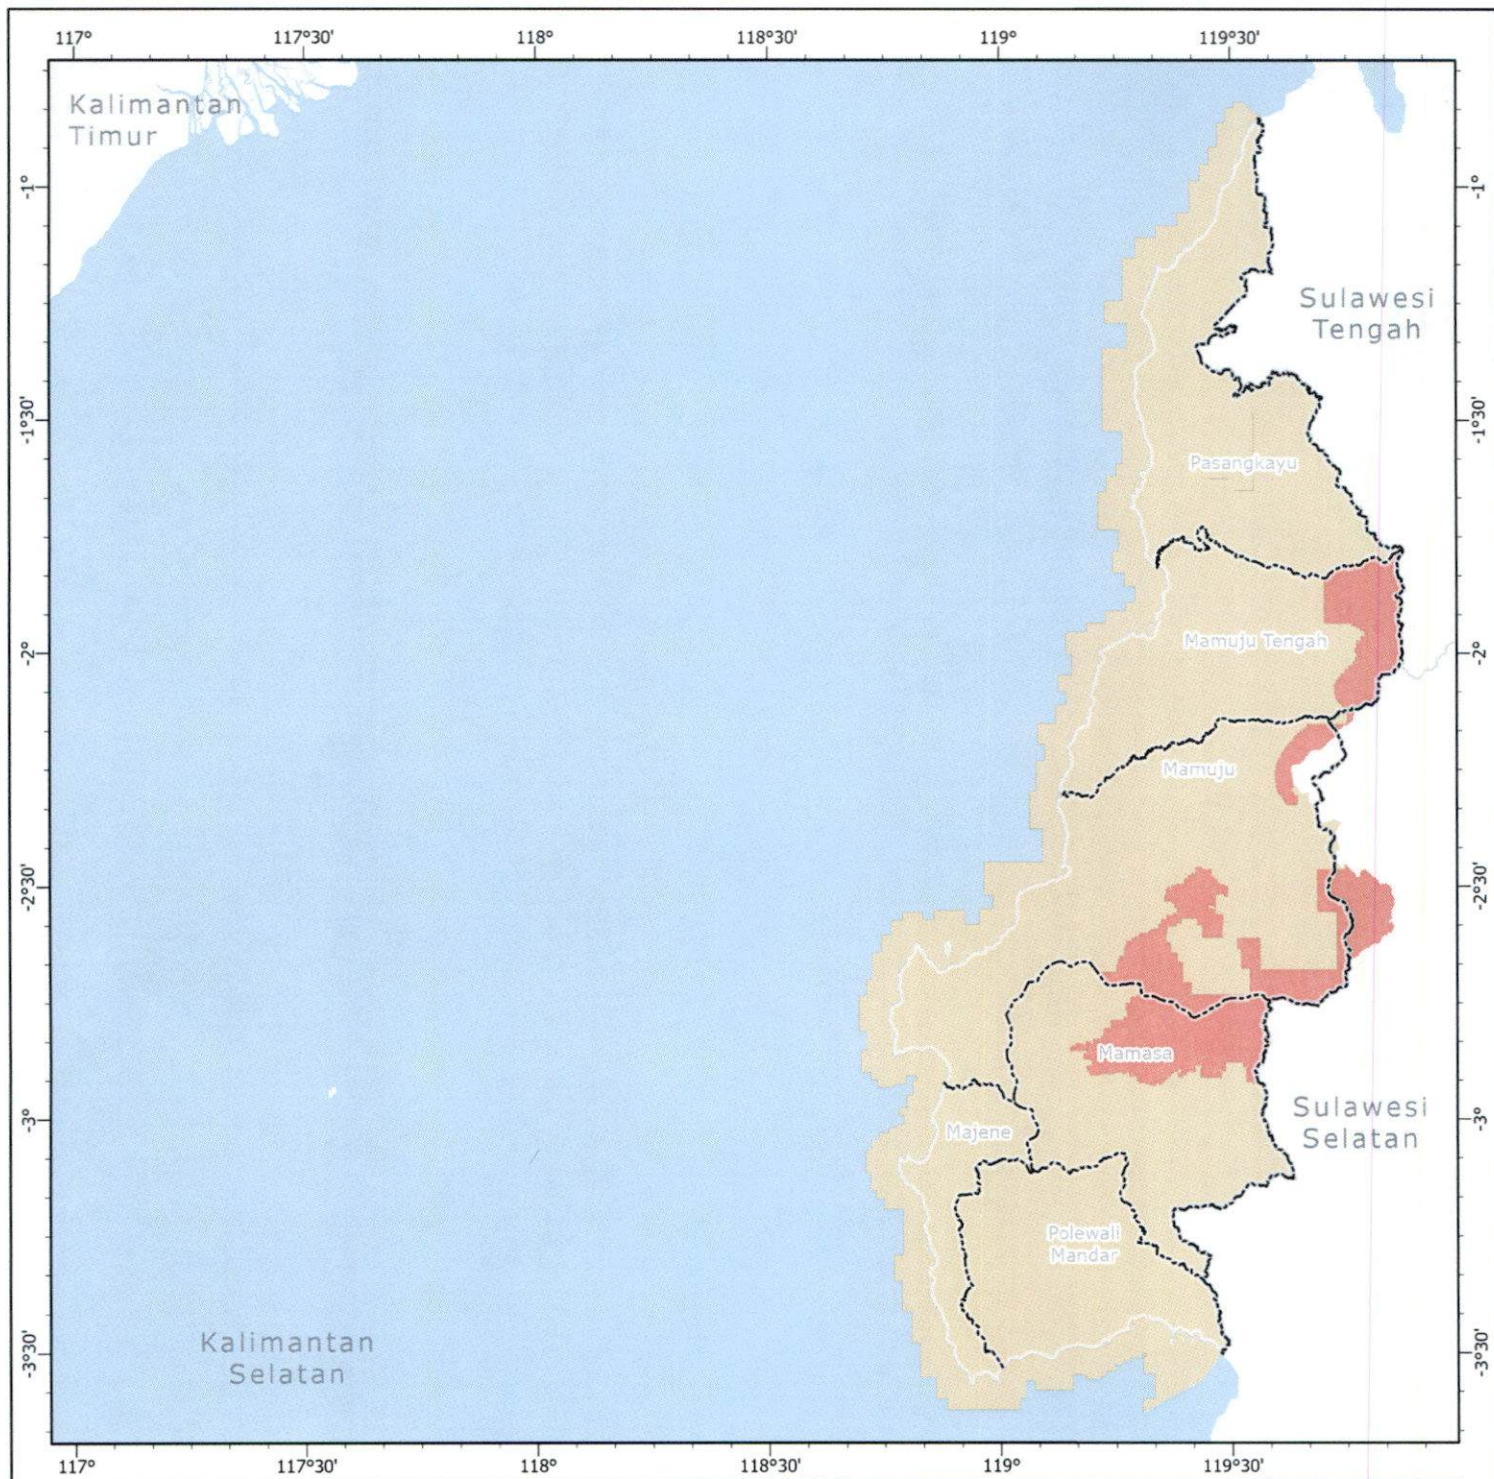 117° 117°30' 118° 118°30' 119° 119°30'
Kalimantan
Timur
-1° -1°
Sulawesi
Tengah
-1°30' -1°30'
Pasangkayu
Mamuju Tengah
-2° -2°
Mamuju
-2°30' -2°30'
Mamasa
Sulawesi
Selatan
-3° -3°
Majene
Polewali
Mandar
Kalimantan
Selatan
-3°30' -3°30'
117° 117°30' 118° 118°30' 119° 119°30'